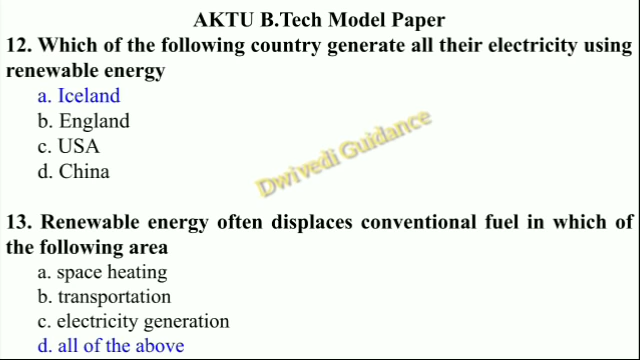 AKTU B.Tech Model Paper
12. Which of the following country generate all their electricity using
renewable energy
a. Iceland
b. England
c. USA
d. China
Dwivedi Guidance
13. Renewable energy often displaces conventional fuel in which of
the following area
a. space heating
b. transportation
c. electricity generation
d. all of the above